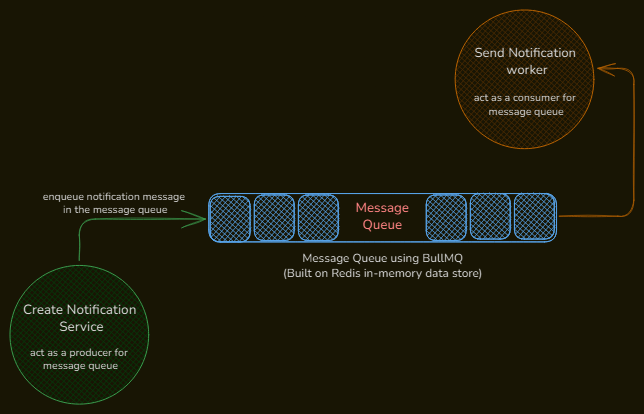 Send Notification
worker
act as a consumer for
message queue
enqueue notification message
in the message queue
Message
Queue
Message Queue using BullMQ
(Built on Redis in-memory data store)
Create Notification
Service
act as a producer for
message queue